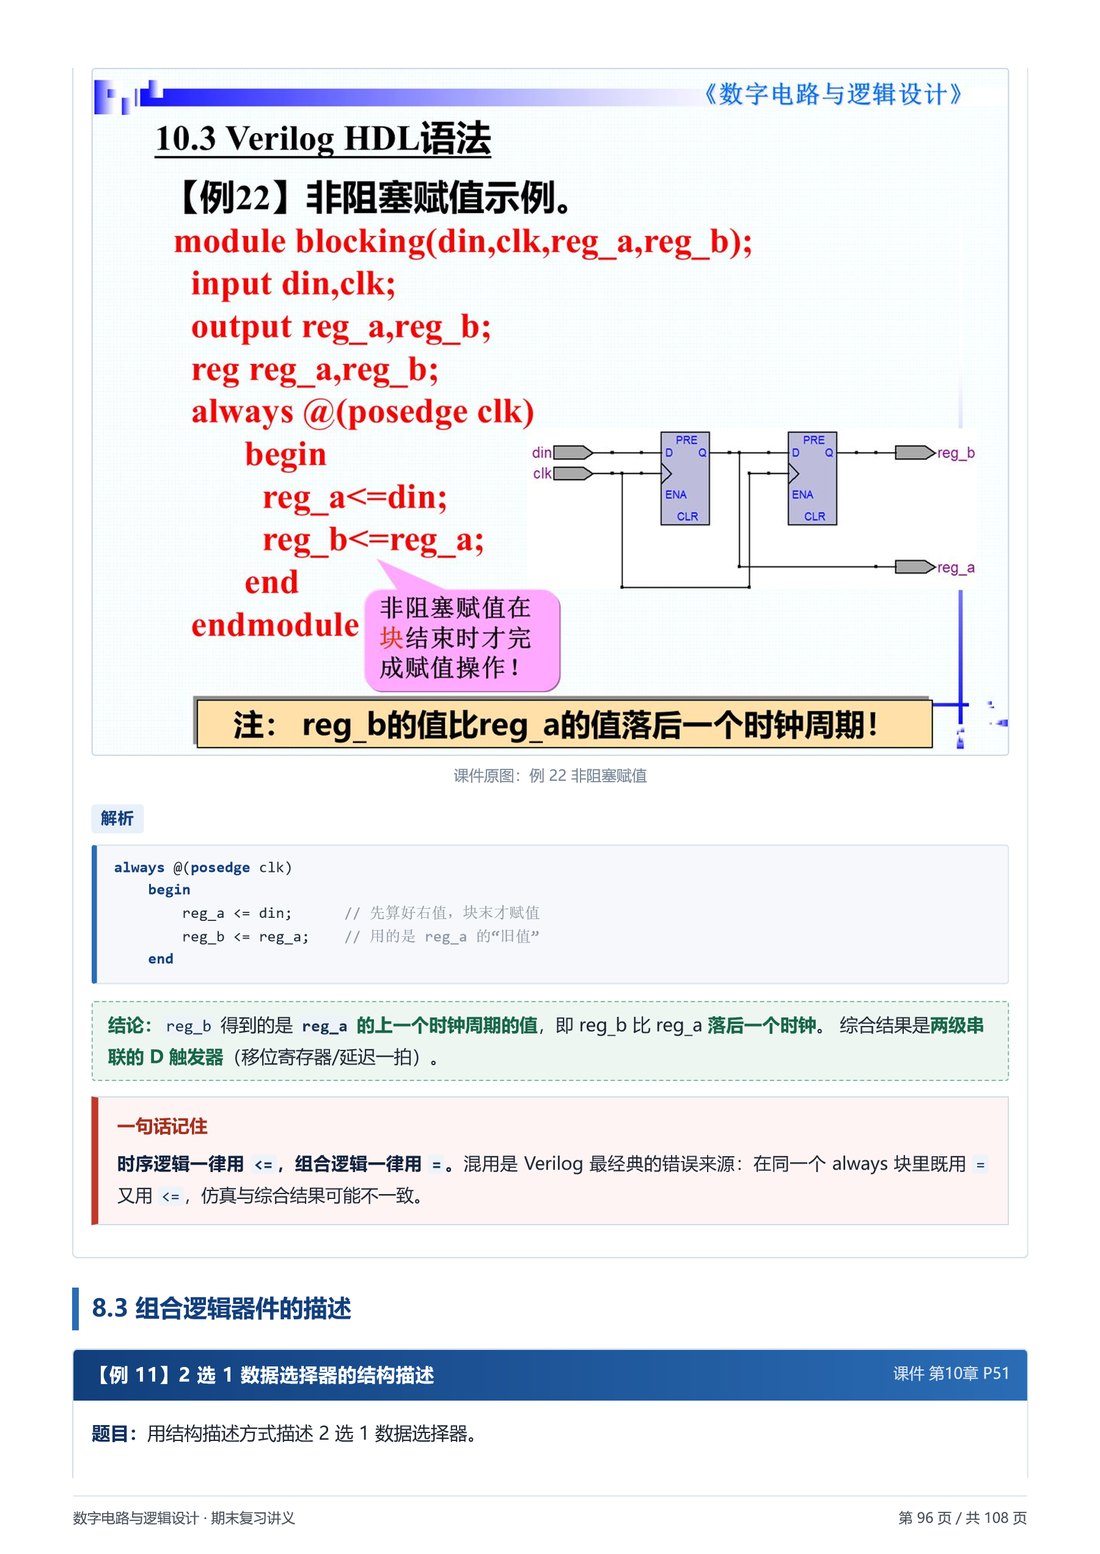 《数字电路与逻辑设计》
10.3 Verilog HDL语法
【例22】非阻塞赋值示例。
module blocking(din,clk,reg_a,reg_b);
input din,clk;
output reg_a,reg_b;
reg reg_a,reg_b;
always @(posedge clk)
begin
reg_a<=din;
reg_b<=reg_a;
end
endmodule
din
clk
PRE
D Q
ENA
CLR
PRE
D Q
ENA
CLR
reg_b
reg_a
非阻塞赋值在
块结束时才完
成赋值操作！
注： reg_b的值比reg_a的值落后一个时钟周期！
课件原图：例 22 非阻塞赋值
解析
always @(posedge clk)
begin
reg_a <= din; // 先算好右值，块末才赋值
reg_b <= reg_a; // 用的是 reg_a 的“旧值”
end
结论： reg_b 得到的是 reg_a 的上一个时钟周期的值，即 reg_b 比 reg_a 落后一个时钟。 综合结果是两级串
联的 D 触发器（移位寄存器/延迟一拍）。
一句话记住
时序逻辑一律用 <=，组合逻辑一律用 =。混用是 Verilog 最经典的错误来源：在同一个 always 块里既用 =
又用 <=，仿真与综合结果可能不一致。
8.3 组合逻辑器件的描述
【例 11】2 选 1 数据选择器的结构描述
课件 第10章 P51
题目：用结构描述方式描述 2 选 1 数据选择器。
数字电路与逻辑设计 · 期末复习讲义
第 96 页 / 共 108 页